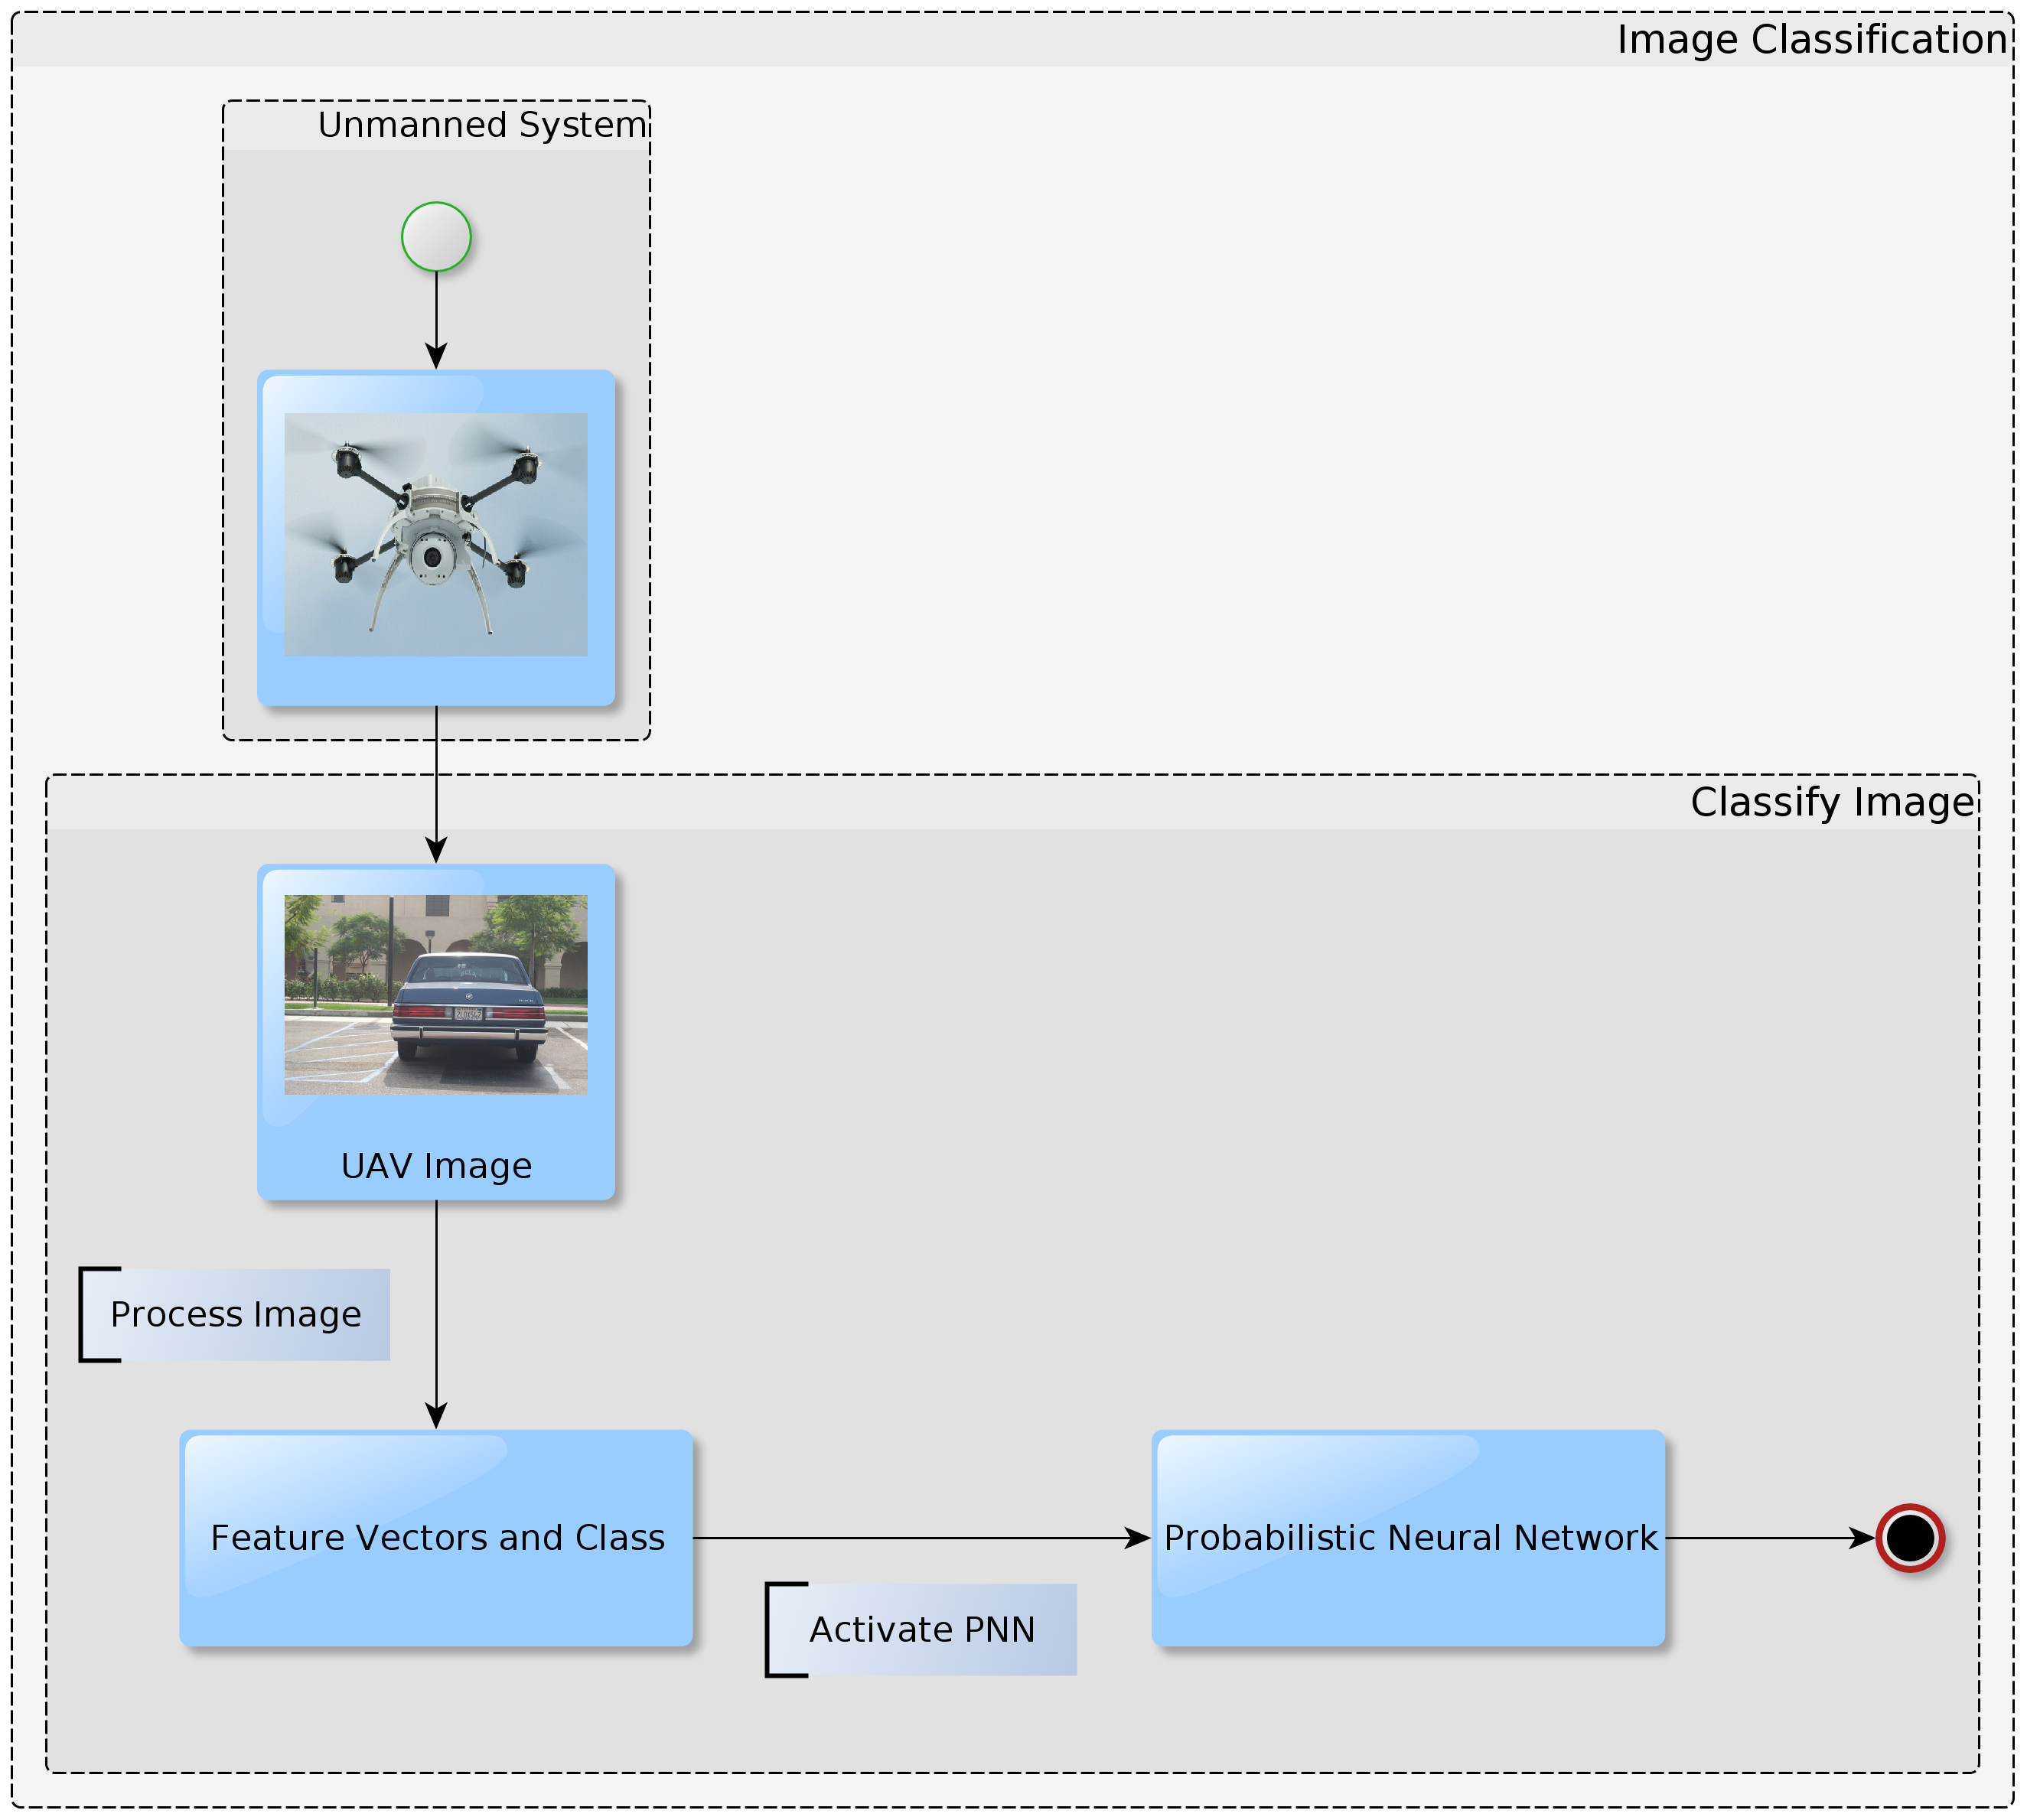 Image Classification
Unmanned System
Classify Image
UAV Image
Process Image
Feature Vectors and Class
Probabilistic Neural Network
Activate PNN